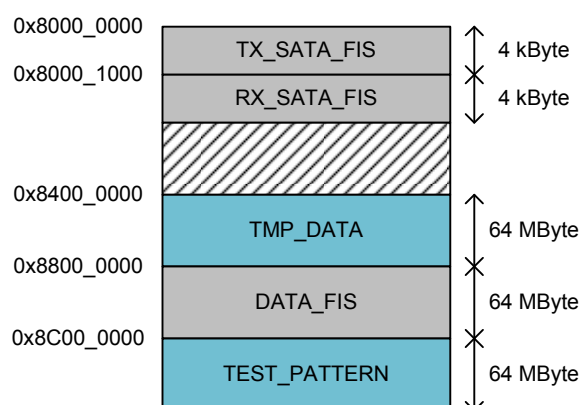 0x8000_0000
TX_SATA_FIS
4 kByte
0x8000_1000
RX_SATA_FIS
4 kByte
0x8400_0000
TMP_DATA
64 MByte
0x8800_0000
DATA_FIS
64 MByte
0x8C00_0000
TEST_PATTERN
64 MByte